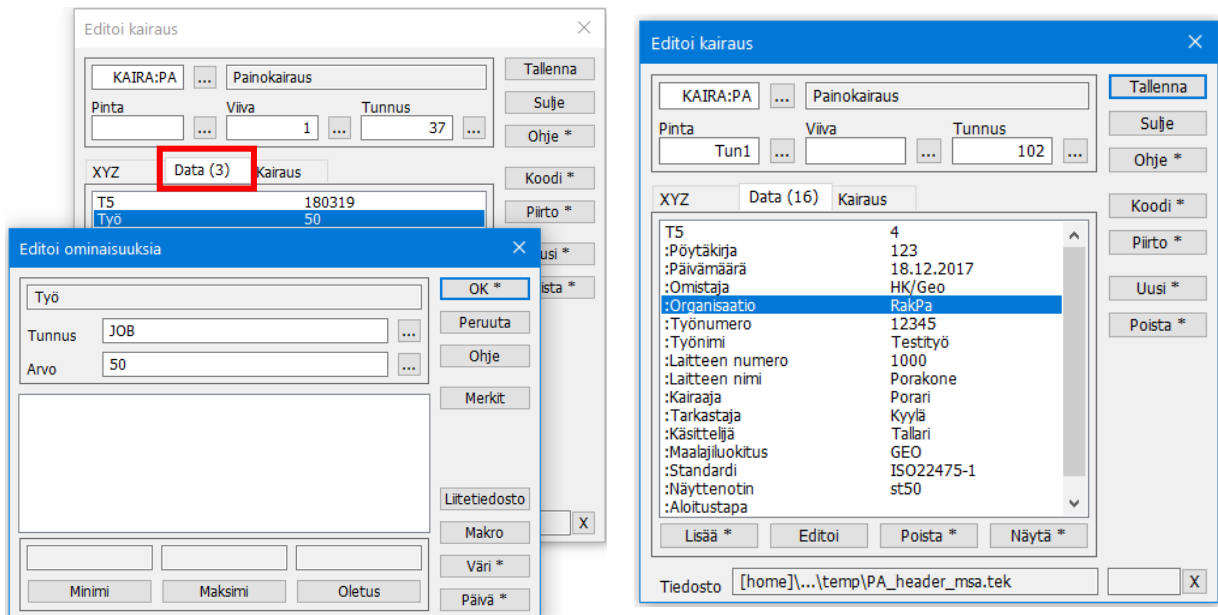 Editoi kairaus
KAIRA:PA ... Painokairaus
Pinta Viiva Tunnus
... 1 ... 37 ...
Tallenna
Sulje
Ohje *
XYZ Data (3) Kairaus
Koodi *
T5 180319
Työ 50
Piirto *
usi *
ista *
X
Editoi ominaisuuksia
Työ
Tunnus JOB ...
Arvo 50 ...
OK *
Peruuta
Ohje
Merkit
Liitetiedosto
Makro
Väri *
Päivä *
Minimi Maksimi Oletus
Editoi kairaus
KAIRA:PA ... Painokairaus
Pinta Viiva Tunnus
Tun1 ... ... 102 ...
Tallenna
Sulje
Ohje *
XYZ Data (16) Kairaus
Koodi *
Piirto *
Uusi *
Poista *
T5 4
:Pöytäkirja 123
:Päivämäärä 18.12.2017
:Omistaja HK/Geo
:Organisaatio RakPa
:Työnumero 12345
:Työnimi Testityö
:Laitteen numero 1000
:Laitteen nimi Porakone
:Kairaaja Porari
:Tarkastaja Kyylä
:Käsittelijä Tallari
:Maalajiluokitus GEO
:Standardi ISO22475-1
:Näyttenotin st50
:Aloitustapa
Lisää * Editoi Poista * Näytä *
Tiedosto [home]\...\temp\PA_header_msa.tek X